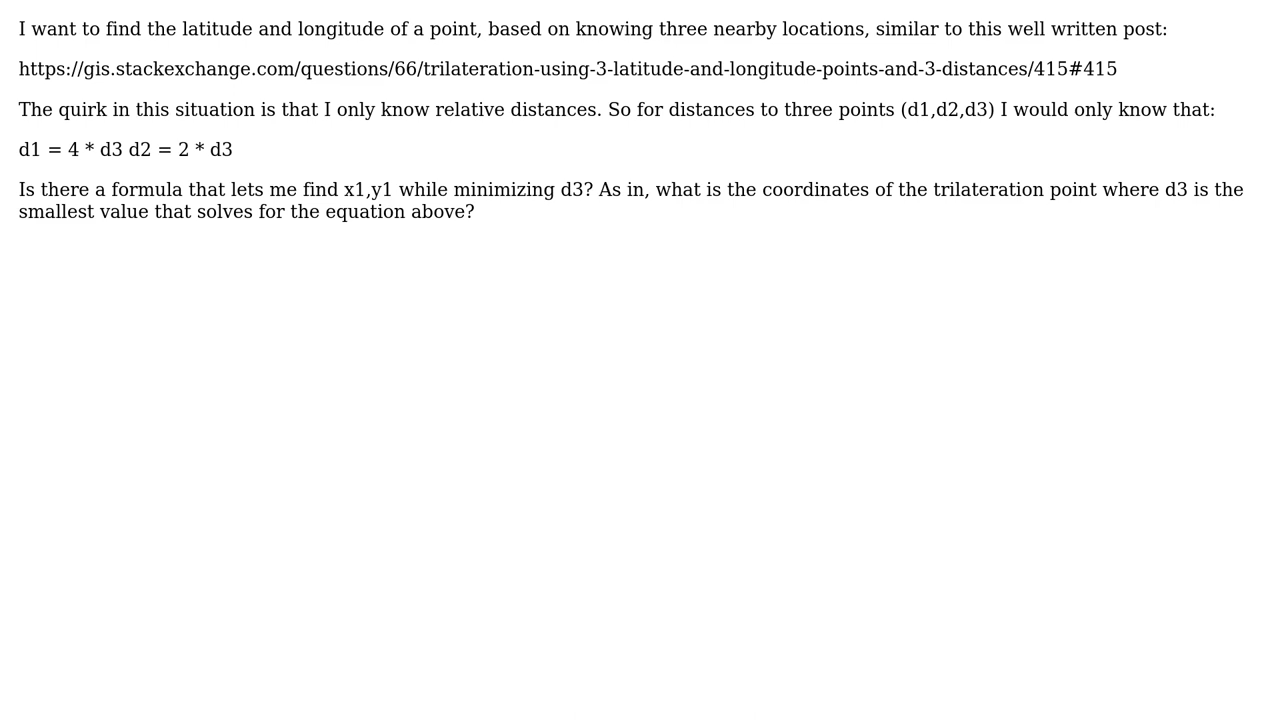 I want to find the latitude and longitude of a point, based on knowing three nearby locations, similar to this well written post:
https://gis.stackexchange.com/questions/66/trilateration-using-3-latitude-and-longitude-points-and-3-distances/415#415
The quirk in this situation is that I only know relative distances. So for distances to three points (d1,d2,d3) I would only know that:
d1 = 4 * d3 d2 = 2 * d3
Is there a formula that lets me find x1,y1 while minimizing d3? As in, what is the coordinates of the trilateration point where d3 is the
smallest value that solves for the equation above?